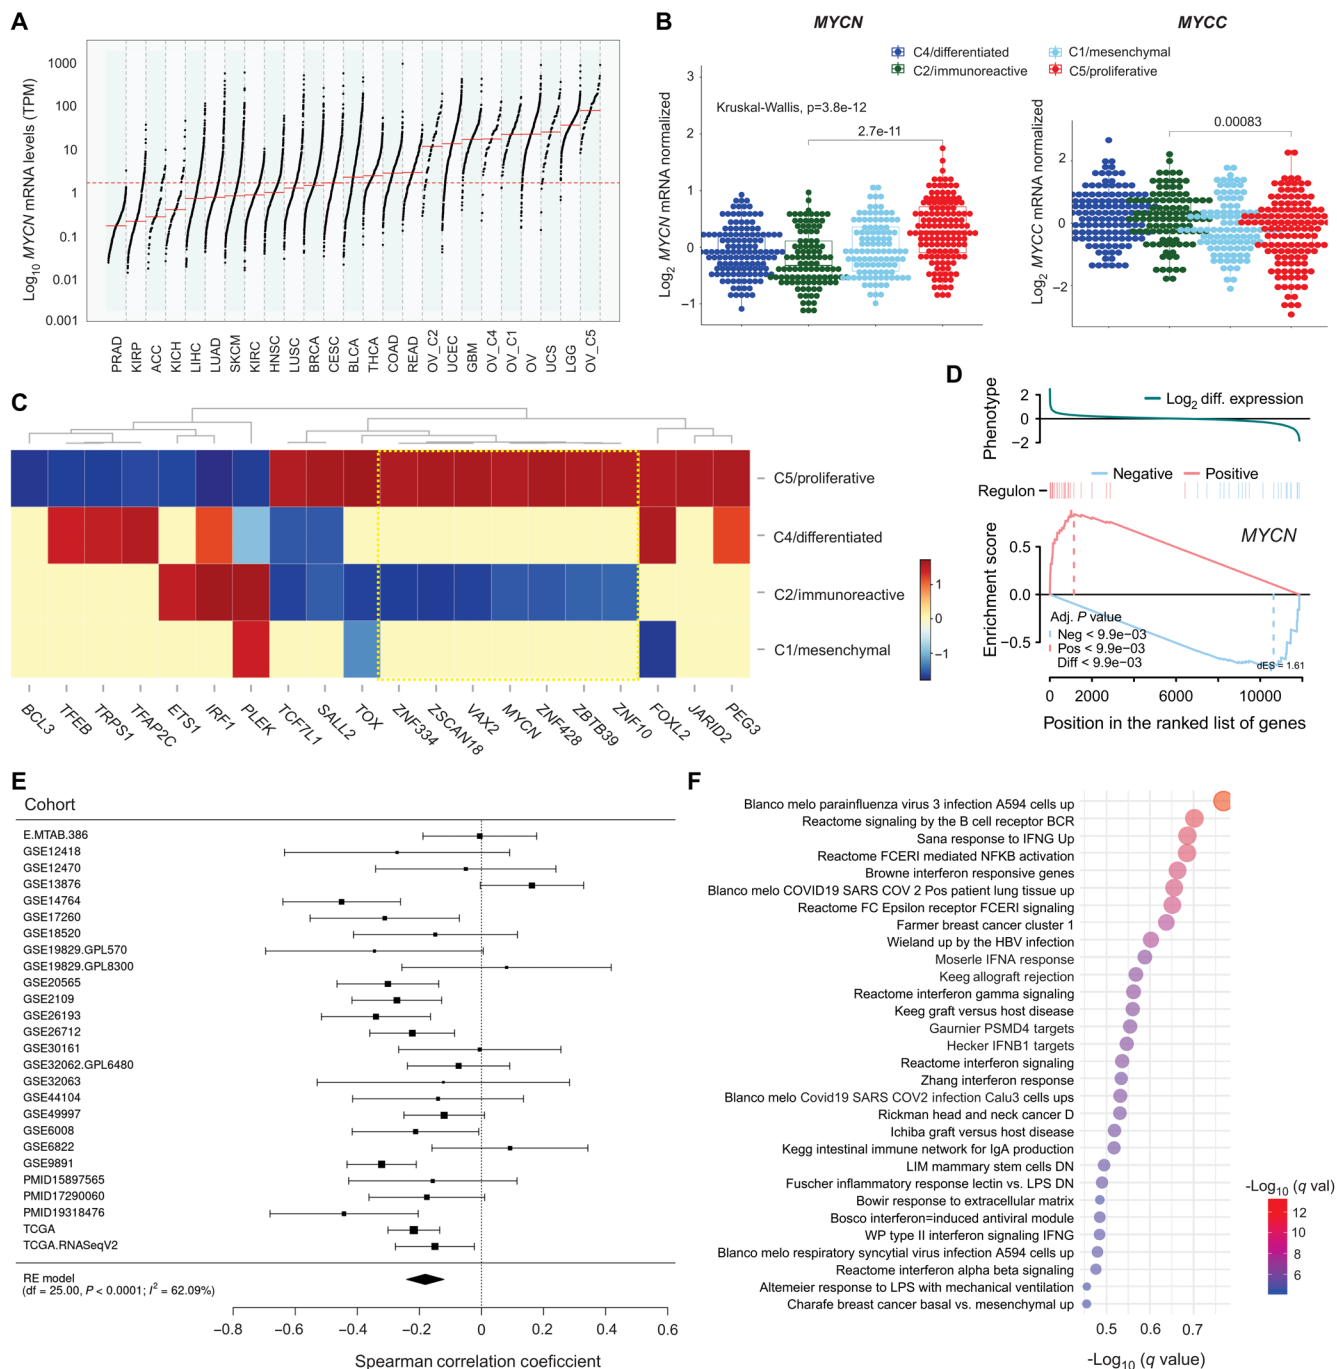 A
Log10 MYCN mRNA levels (TPM)
1000
100
10
1
0.1
0.01
0.001
PRAD
KIRP
ACC
KICH
LIHC
LUAD
SKCM
KIRC
HNSC
LUSC
BRCA
CESC
BLCA
THCA
COAD
READ
OV_C2
UCEC
GBM
OV_C4
OV_C1
OV
UCS
LGG
OV_C5
B
MYCN
MYCC
C4/differentiated
C1/mesenchymal
C2/immunoreactive
C5/proliferative
Log2 MYCN mRNA normalized
3
2
1
0
−1
Kruskal-Wallis, p=3.8e-12
2.7e-11
Log2 MYCC mRNA normalized
2
0
−2
0.00083
C
C5/proliferative
C4/differentiated
C2/immunoreactive
C1/mesenchymal
1
0
−1
BCL3
TFEB
TRPS1
TFAP2C
ETS1
IRF1
PLEK
TCF7L1
SALL2
TOX
ZNF334
ZSCAN18
VAX2
MYCN
ZNF428
ZBTB39
ZNF10
FOXL2
JARID2
PEG3
D
Phenotype
2
0
−2
Log2 diff. expression
Negative Positive
Regulon
MYCN
Enrichment score
0.5
0.0
−0.5
Adj. P value
Neg < 9.9e−03
Pos < 9.9e−03
Diff < 9.9e−03
dES = 1.61
0 2000 6000 10000
Position in the ranked list of genes
E
Cohort
E.MTAB.386
GSE12418
GSE12470
GSE13876
GSE14764
GSE17260
GSE18520
GSE19829.GPL570
GSE19829.GPL8300
GSE20565
GSE2109
GSE26193
GSE26712
GSE30161
GSE32062.GPL6480
GSE32063
GSE44104
GSE49997
GSE6008
GSE6822
GSE9891
PMID15897565
PMID17290060
PMID19318476
TCGA
TCGA.RNASeqV2
RE model
(df = 25.00, P < 0.0001; I2 = 62.09%)
−0.8 −0.6 −0.4 −0.2 0 0.2 0.4 0.6
Spearman correlation coeficcient
F
Blanco melo parainfluenza virus 3 infection A594 cells up
Reactome signaling by the B cell receptor BCR
Sana response to IFNG Up
Reactome FCERI mediated NFKB activation
Browne interferon responsive genes
Blanco melo COVID19 SARS COV 2 Pos patient lung tissue up
Reactome FC Epsilon receptor FCERI signaling
Farmer breast cancer cluster 1
Wieland up by the HBV infection
Moserle IFNA response
Keeg allograft rejection
Reactome interferon gamma signaling
Keeg graft versus host disease
Gaurnier PSMD4 targets
Hecker IFNB1 targets
Reactome interferon signaling
Zhang interferon response
Blanco melo Covid19 SARS COV2 infection Calu3 cells ups
Rickman head and neck cancer D
Ichiba graft versus host disease
Kegg intestinal immune network for IgA production
LIM mammary stem cells DN
Fuscher inflammatory response lectin vs. LPS DN
Bowir response to extracellular matrix
Bosco interferon=induced antiviral module
WP type II interferon signaling IFNG
Blanco melo respiratory syncytial virus infection A594 cells up
Reactome interferon alpha beta signaling
Altemeier response to LPS with mechanical ventilation
Charafe breast cancer basal vs. mesenchymal up
0.5 0.6 0.7
-Log10 (q value)
-Log10 (q val)
12
10
8
6